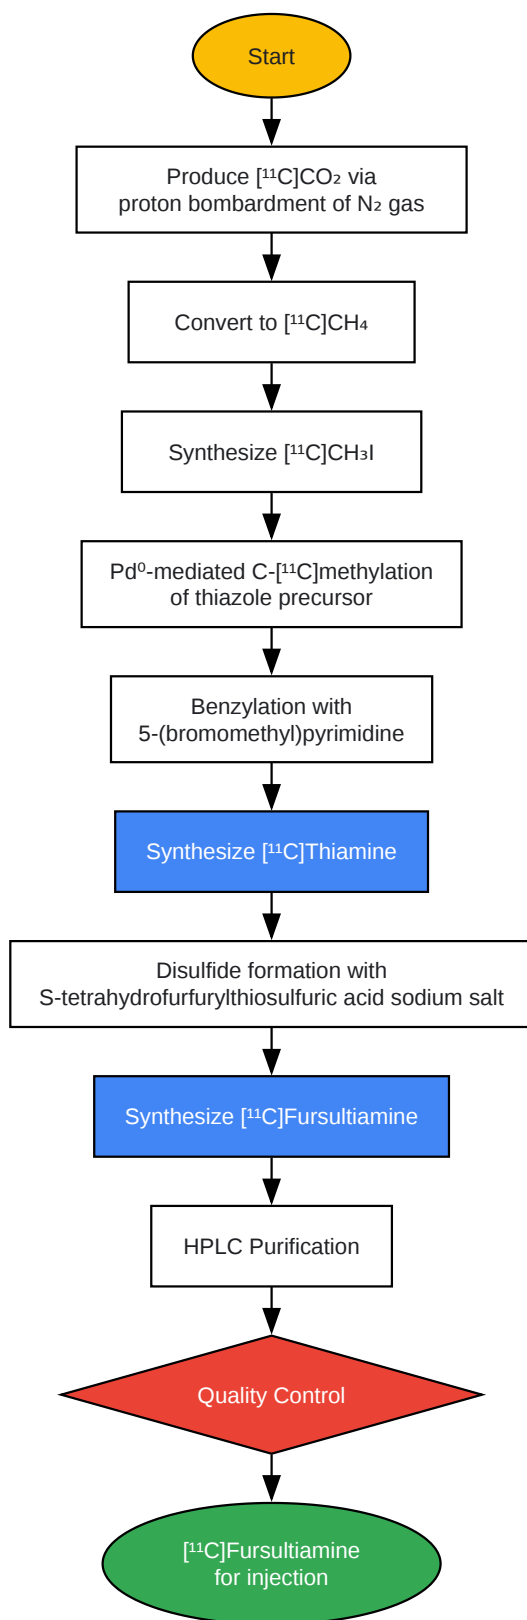 Start
Produce [¹¹C]CO₂ via
proton bombardment of N₂ gas
Convert to [¹¹C]CH₄
Synthesize [¹¹C]CH₃I
Pd⁰-mediated C-[¹¹C]methylation
of thiazole precursor
Benzylation with
5-(bromomethyl)pyrimidine
Synthesize [¹¹C]Thiamine
Disulfide formation with
S-tetrahydrofurfurylthiosulfuric acid sodium salt
Synthesize [¹¹C]Fursultiamine
HPLC Purification
Quality Control
[¹¹C]Fursultiamine
for injection